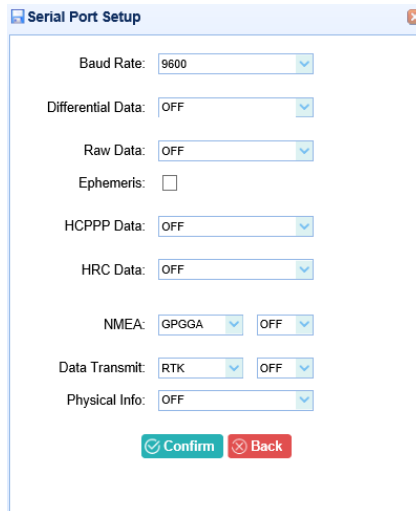 Serial Port Setup
Baud Rate: 9600
Differential Data: OFF
Raw Data: OFF
Ephemeris:
HCPPP Data: OFF
HRC Data: OFF
NMEA: GPGGA OFF
Data Transmit: RTK OFF
Physical Info: OFF
Confirm Back